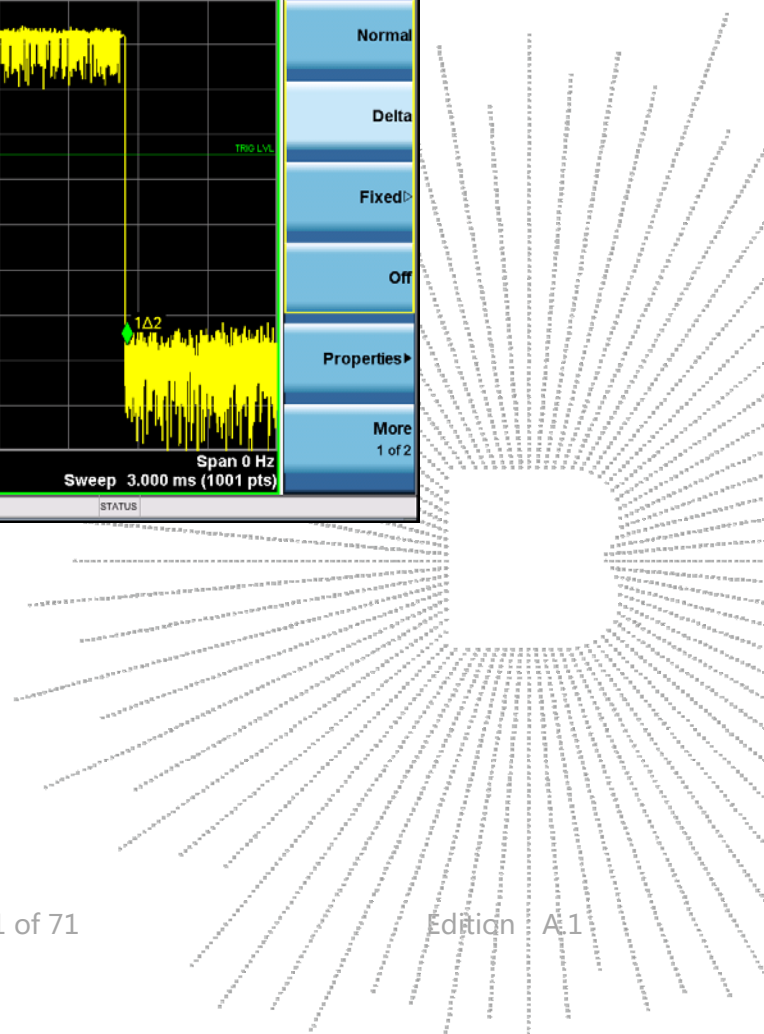 Normal
Delta
TRIG LVL
Fixed
Off
1Δ2
Properties
More
1 of 2
Span 0 Hz
Sweep 3.000 ms (1001 pts)
STATUS
of 71
Edition A.1